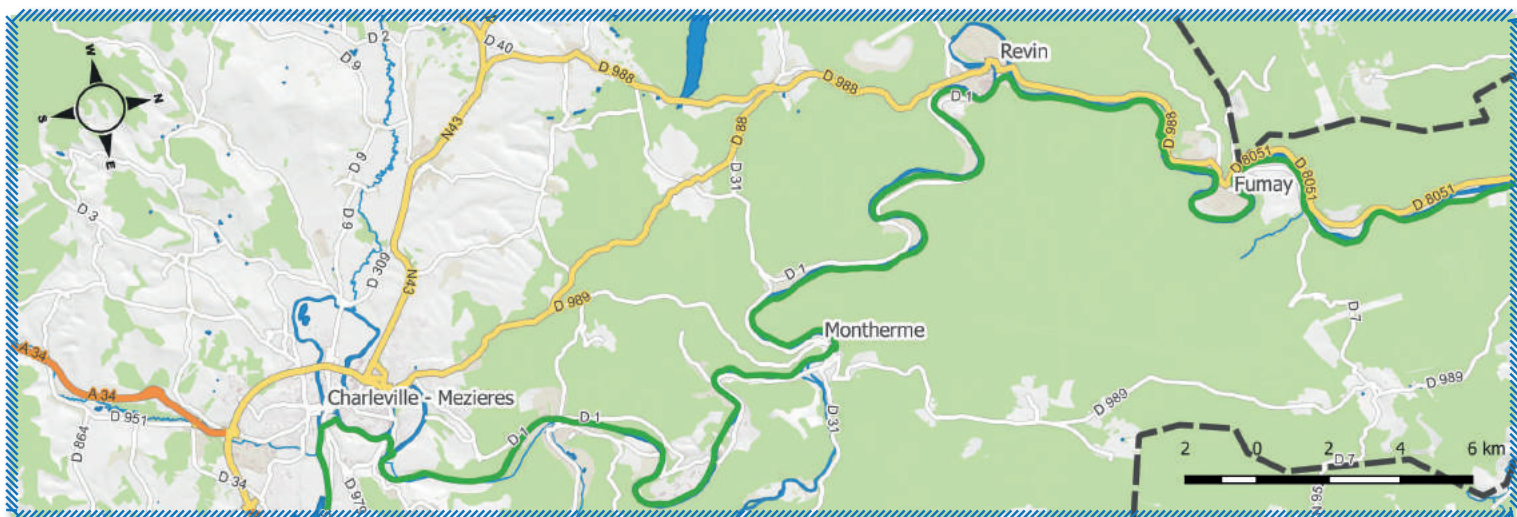 W
N
S
E
D 2
D 9
D 40
D 988
D 988
Revin
D 1
N43
D 88
D 31
D 9
D 9
D 3
D 309
N43
D 989
D 1
D 988
D 8051
Fumay
D 8051
D 8051
D 7
Montherme
A 34
A 34
D 951
D 864
D 34
Charleville - Mezieres
D 979
D 1
D 1
D 31
D 989
D 989
D 7
2 0 2 4 6 km